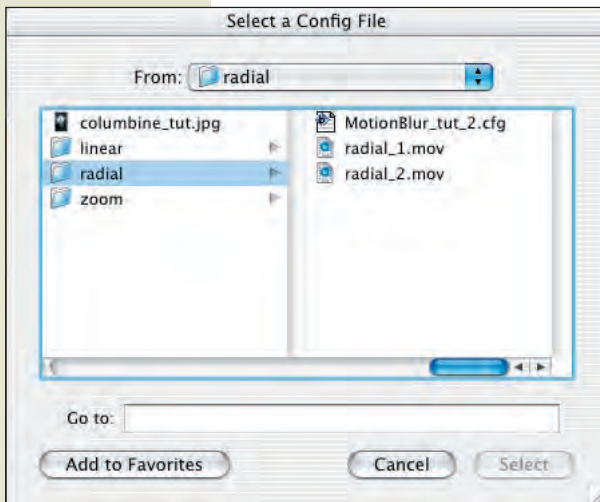 Select a Config File
From: radial
columbine_tut.jpg
linear
radial
zoom
MotionBlur_tut_2.cfg
radial_1.mov
radial_2.mov
Go to:
Add to Favorites Cancel Select